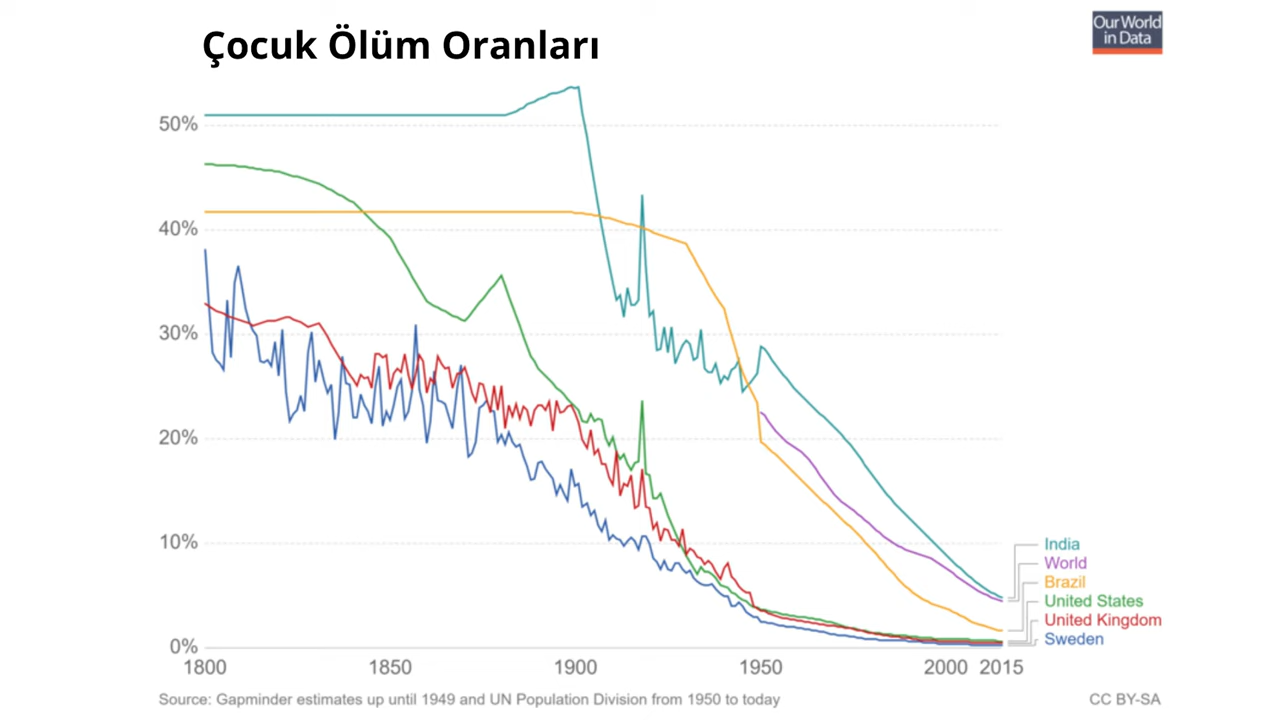 Çocuk Ölüm Oranları
Our World
in Data
50%
40%
30%
20%
10%
0%
1800
1850
1900
1950
2000
2015
India
World
Brazil
United States
United Kingdom
Sweden
Source: Gapminder estimates up until 1949 and UN Population Division from 1950 to today
CC BY-SA